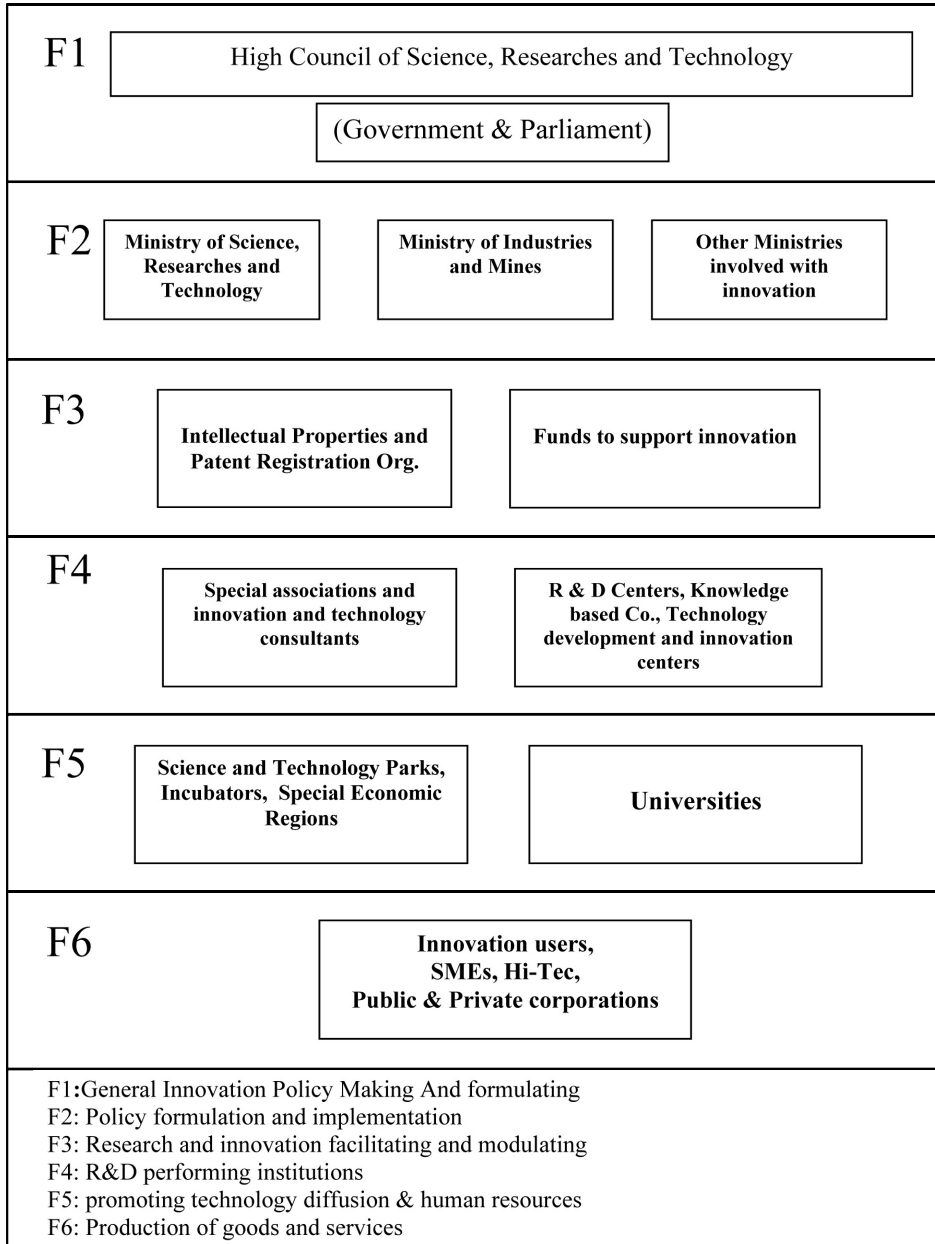 F1
High Council of Science, Researches and Technology
(Government & Parliament)
F2
Ministry of Science,
Researches and
Technology
Ministry of Industries
and Mines
Other Ministries
involved with
innovation
F3
Intellectual Properties and
Patent Registration Org.
Funds to support innovation
F4
Special associations and
innovation and technology
consultants
R & D Centers, Knowledge
based Co., Technology
development and innovation
centers
F5
Science and Technology Parks,
Incubators, Special Economic
Regions
Universities
F6
Innovation users,
SMEs, Hi-Tec,
Public & Private corporations
F1:General Innovation Policy Making And formulating
F2: Policy formulation and implementation
F3: Research and innovation facilitating and modulating
F4: R&D performing institutions
F5: promoting technology diffusion & human resources
F6: Production of goods and services